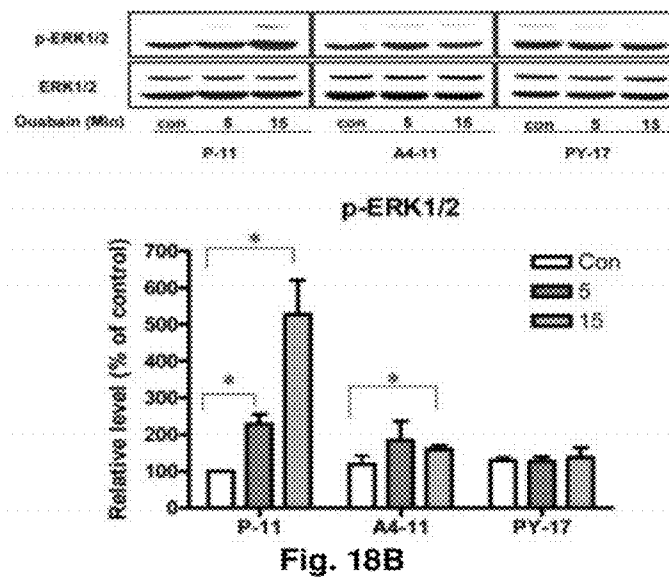 p-ERK1/2
ERK1/2
Ouabain (Min) con 5 15 con 5 15 con 5 15
P-11 A4-11 PY-17
p-ERK1/2
Relative level (% of control)
700
600
500
400
300
200
100
0
* * *
Con
5
15
P-11 A4-11 PY-17
Fig. 18B